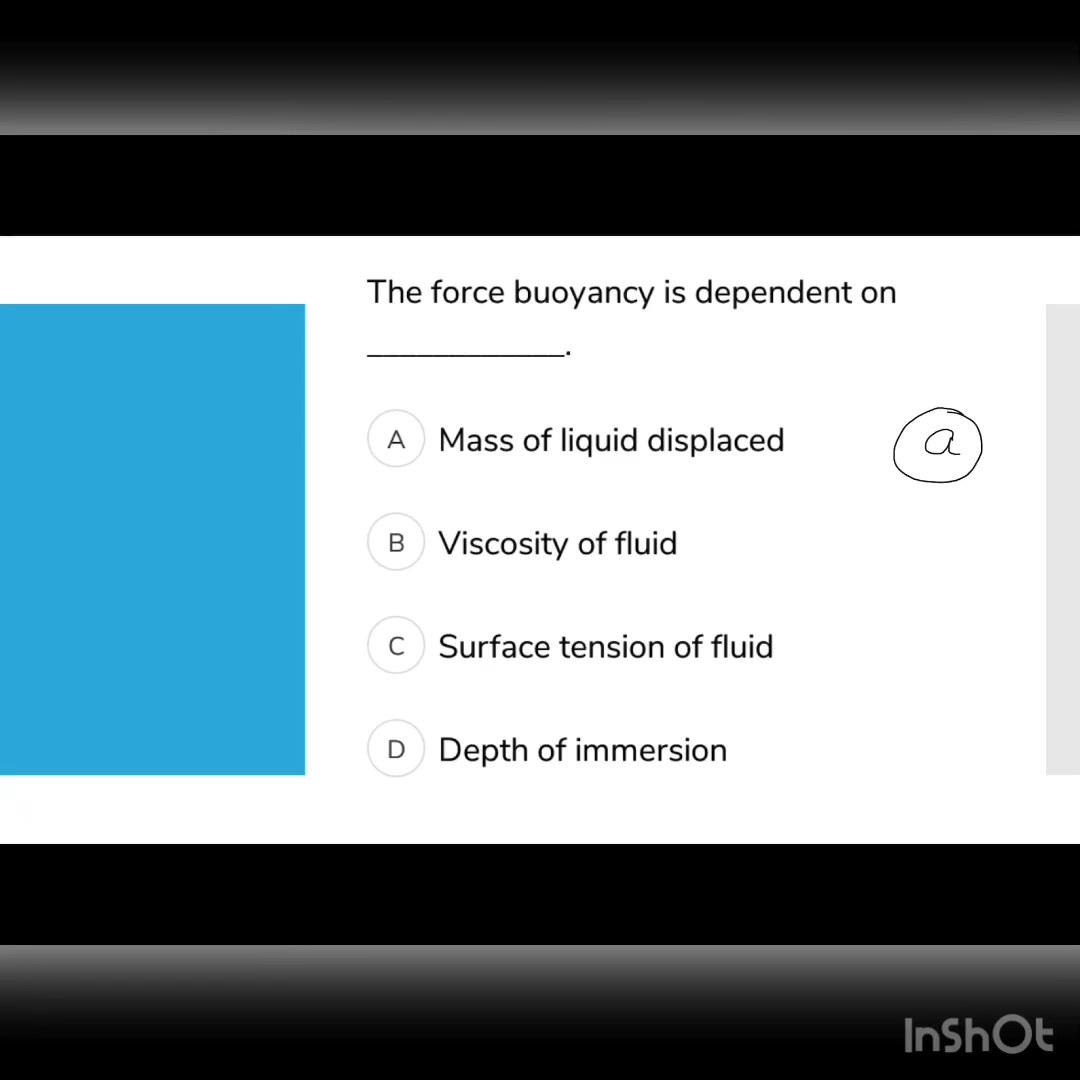 The force buoyancy is dependent on
____________.
A Mass of liquid displaced
a
B Viscosity of fluid
C Surface tension of fluid
D Depth of immersion
InShOt